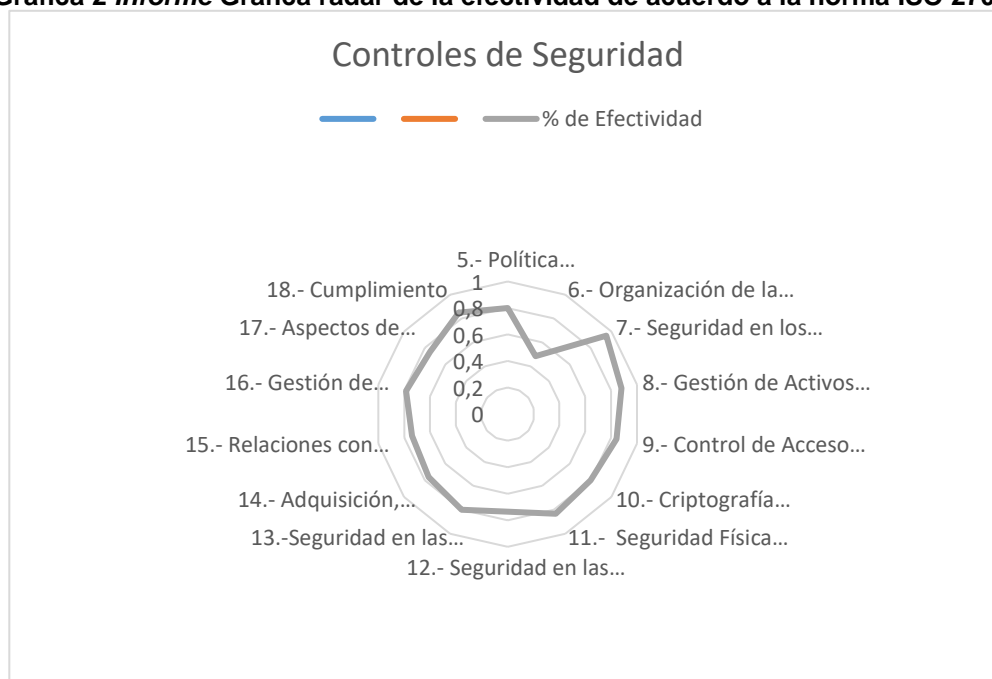 Gráfica 2 Informe Gráfica radar de la efectividad de acuerdo a la norma ISO
Controles de Seguridad
% de Efectividad
5.- Política...
6.- Organización de la...
7.- Seguridad en los...
8.- Gestión de Activos...
9.- Control de Acceso...
10.- Criptografía...
11.- Seguridad Física...
12.- Seguridad en las...
13.-Seguridad en las...
14.- Adquisición,...
15.- Relaciones con...
16.- Gestión de...
17.- Aspectos de...
18.- Cumplimiento
1
0,8
0,6
0,4
0,2
0